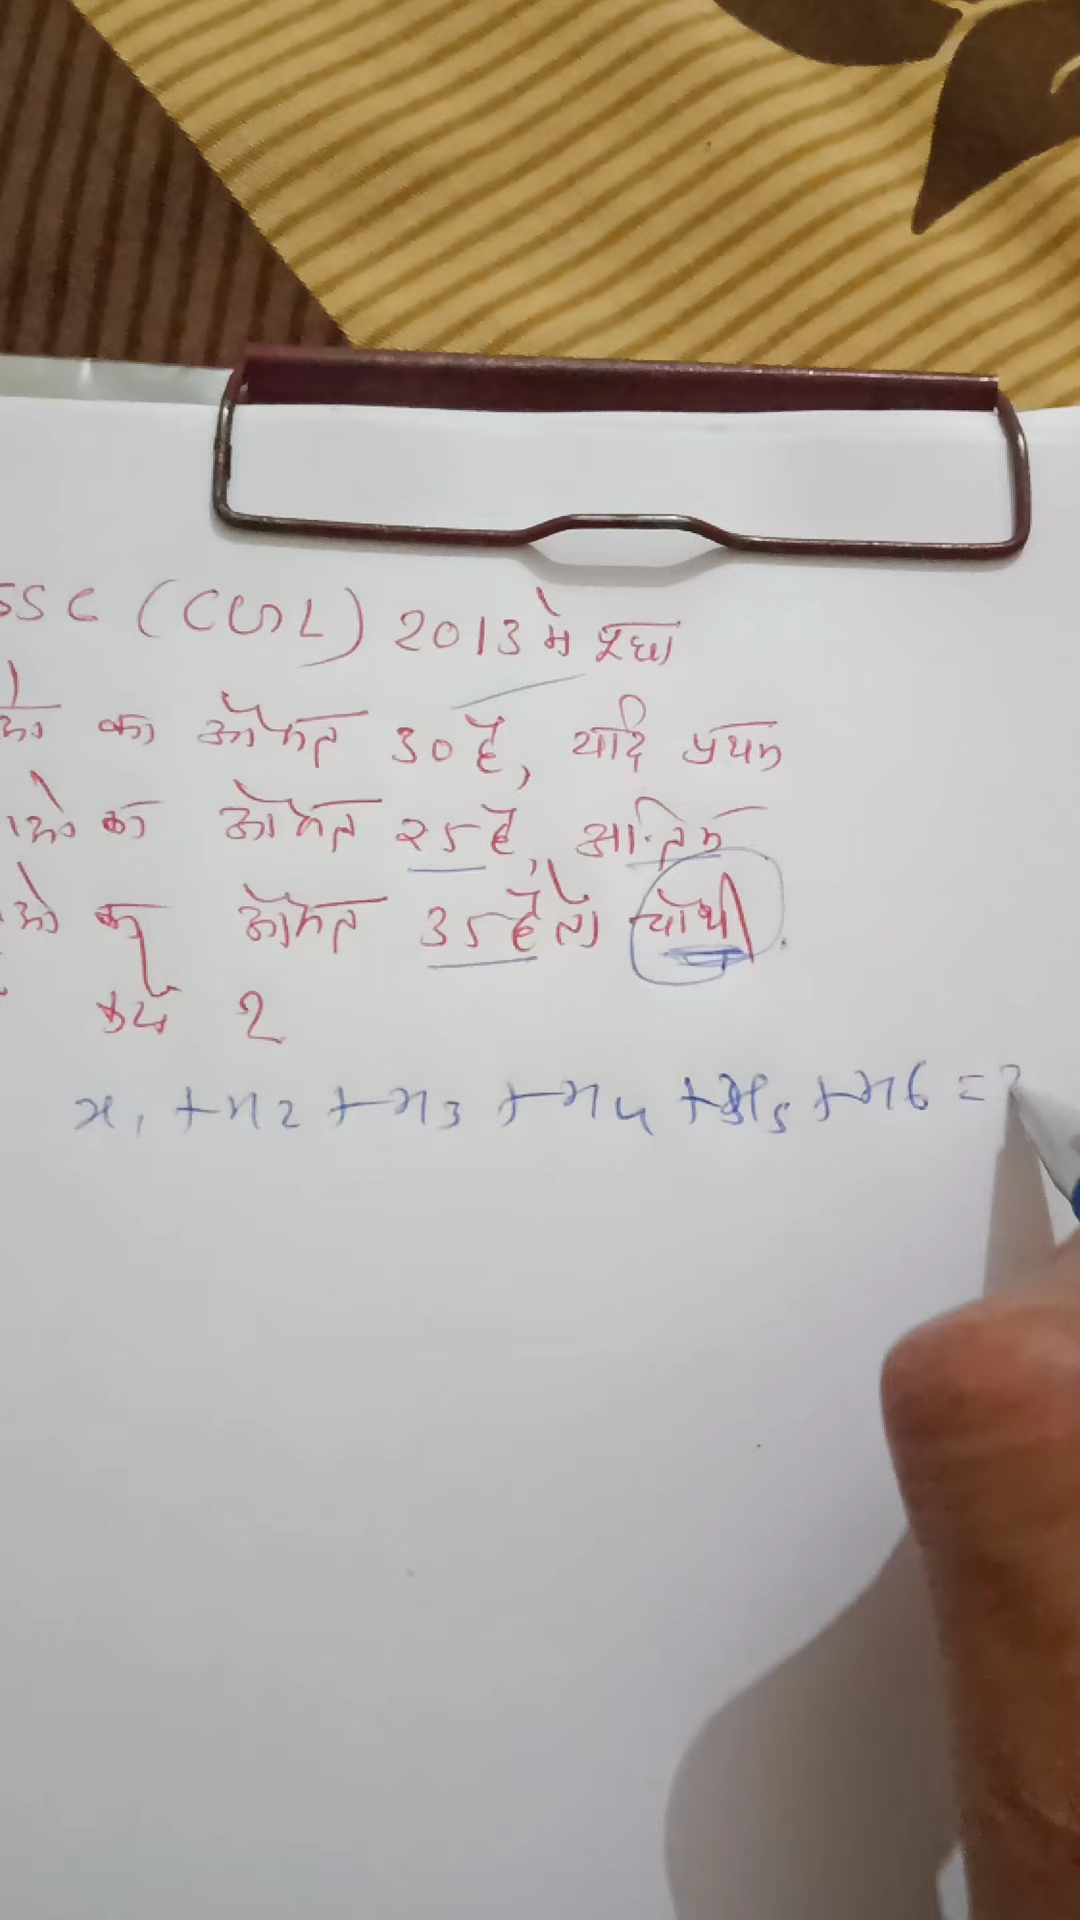 SSC (CGL) 2013 मे पूछा
का औसत 30 है, यदि प्रथम
ओ का औसत 25 है, अन्तिम
ओ का औसत 35 है तो चौथी
x1 + x2 + x3 + x4 + x5 + x6 =